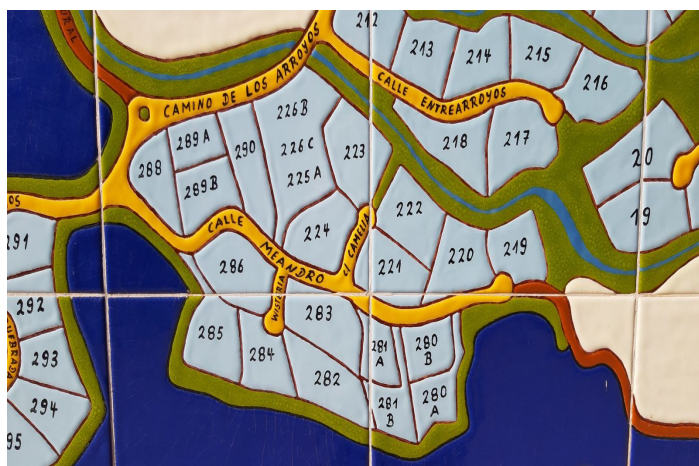 212
213
214
215
216
CALLE ENTREARROYOS
CAMINO DE LOS ARROYOS
226B
226 C
225 A
289 A
290
223
218
217
20
288
289 B
222
19
224
CALLE MEANDRO
C/ CAMELIA
219
220
221
286
291
WISTERIA
292
283
285
284
281
A
280
B
293
282
294
281
B
280
A